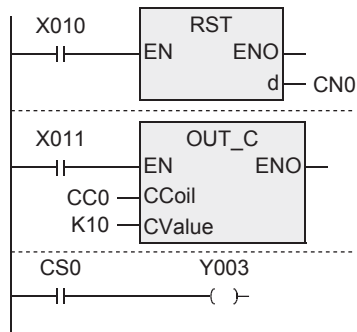 X010
RST
EN ENO
d CN0
X011
OUT_C
EN ENO
CC0 CCoil
K10 CValue
CS0 Y003